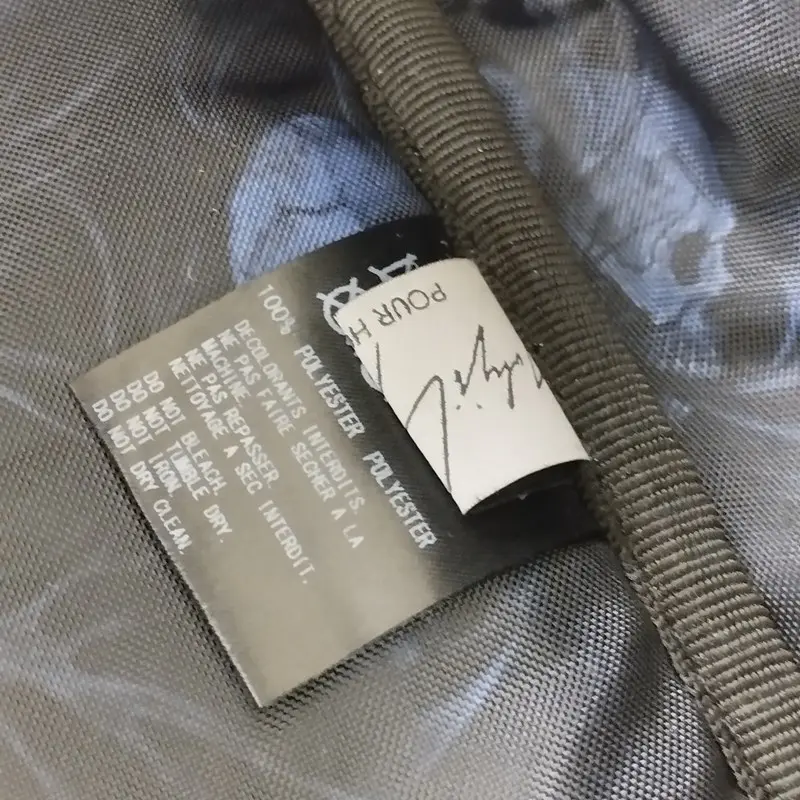 100% POLYESTER POLYESTER
DECOLORANTS INTERDITS.
NE PAS FAIRE SECHER A LA
MACHINE.
NE PAS REPASSER.
NETTOYAGE A SEC INTERDIT.
DO NOT BLEACH.
DO NOT TUMBLE DRY.
DO NOT IRON.
DO NOT DRY CLEAN.
POUR H